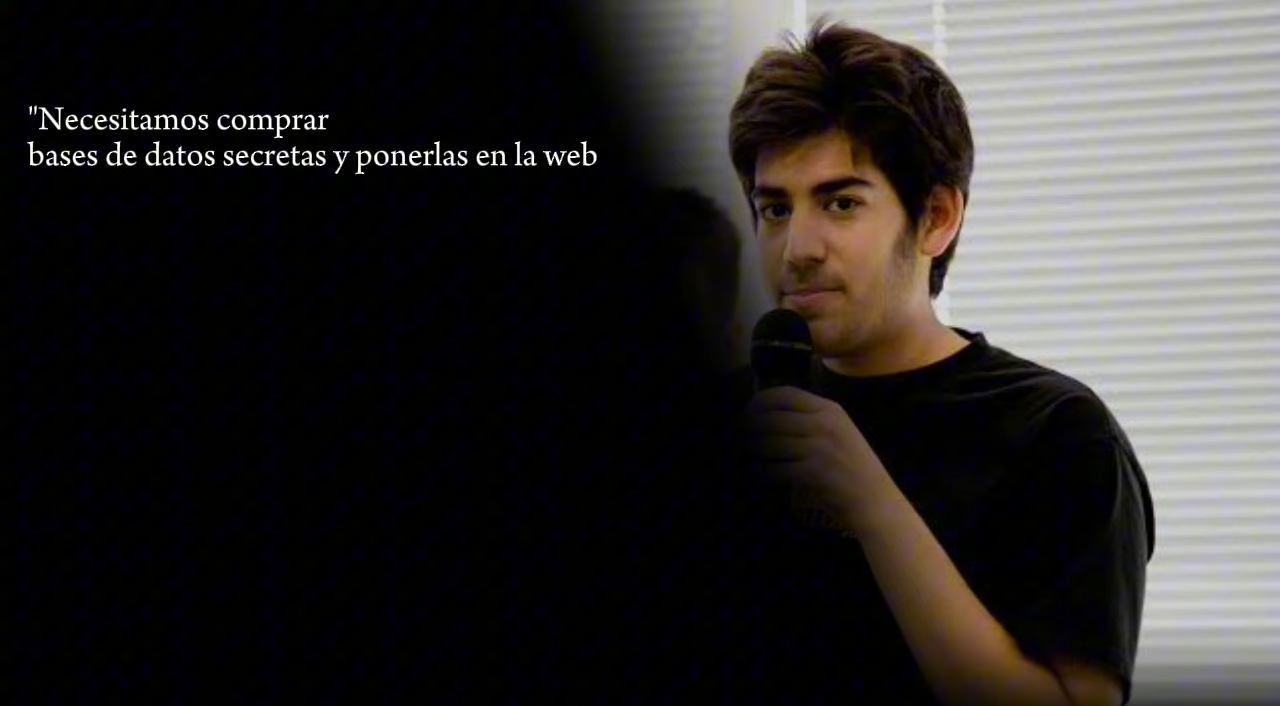 "Necesitamos comprar
bases de datos secretas y ponerlas en la web